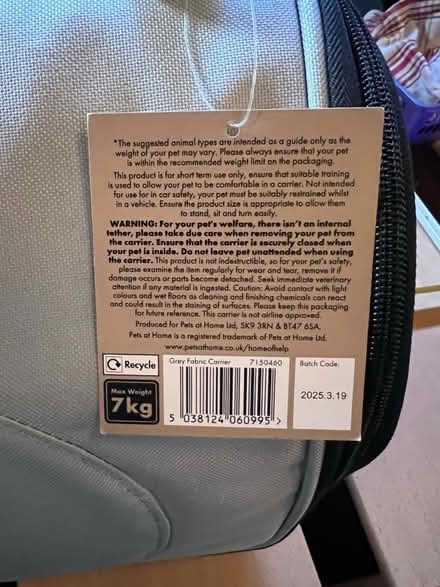 *The suggested animal types are intended as a guide only as the
weight of your pet may vary. Please always ensure that your pet
is within the recommended weight limit on the packaging.
This product is for short term use only, ensure that suitable training
is used to allow your pet to be comfortable in a carrier. Not intended
for use for in car safety, your pet must be suitably restrained whilst
in a vehicle. Ensure the product size is appropriate to allow them
to stand, sit and turn easily.
WARNING: For your pet's welfare, there isn't an internal
tether, please take due care when removing your pet from
the carrier. Ensure that the carrier is securely closed when
your pet is inside. Do not leave pet unattended when using
the carrier. This product is not indestructible, so for your pet's safety,
please examine the item regularly for wear and tear, remove it if
damage occurs or parts become detached. Seek immediate veterinary
attention if any material is ingested. Caution: Avoid contact with light
colours and wet floors as cleaning and finishing chemicals can react
and could result in the staining of surfaces. Please keep this packaging
for future reference. This carrier is not airline approved.
Produced for Pets at Home Ltd, SK9 3RN & BT47 6SA.
Pets at Home is a registered trademark of Pets at Home Ltd.
www.petsathome.co.uk/homeofhelp
Recycle
Max Weight
7kg
Grey Fabric Carrier 7150460
5 038124 060995 >
Batch Code:
2025.3.19